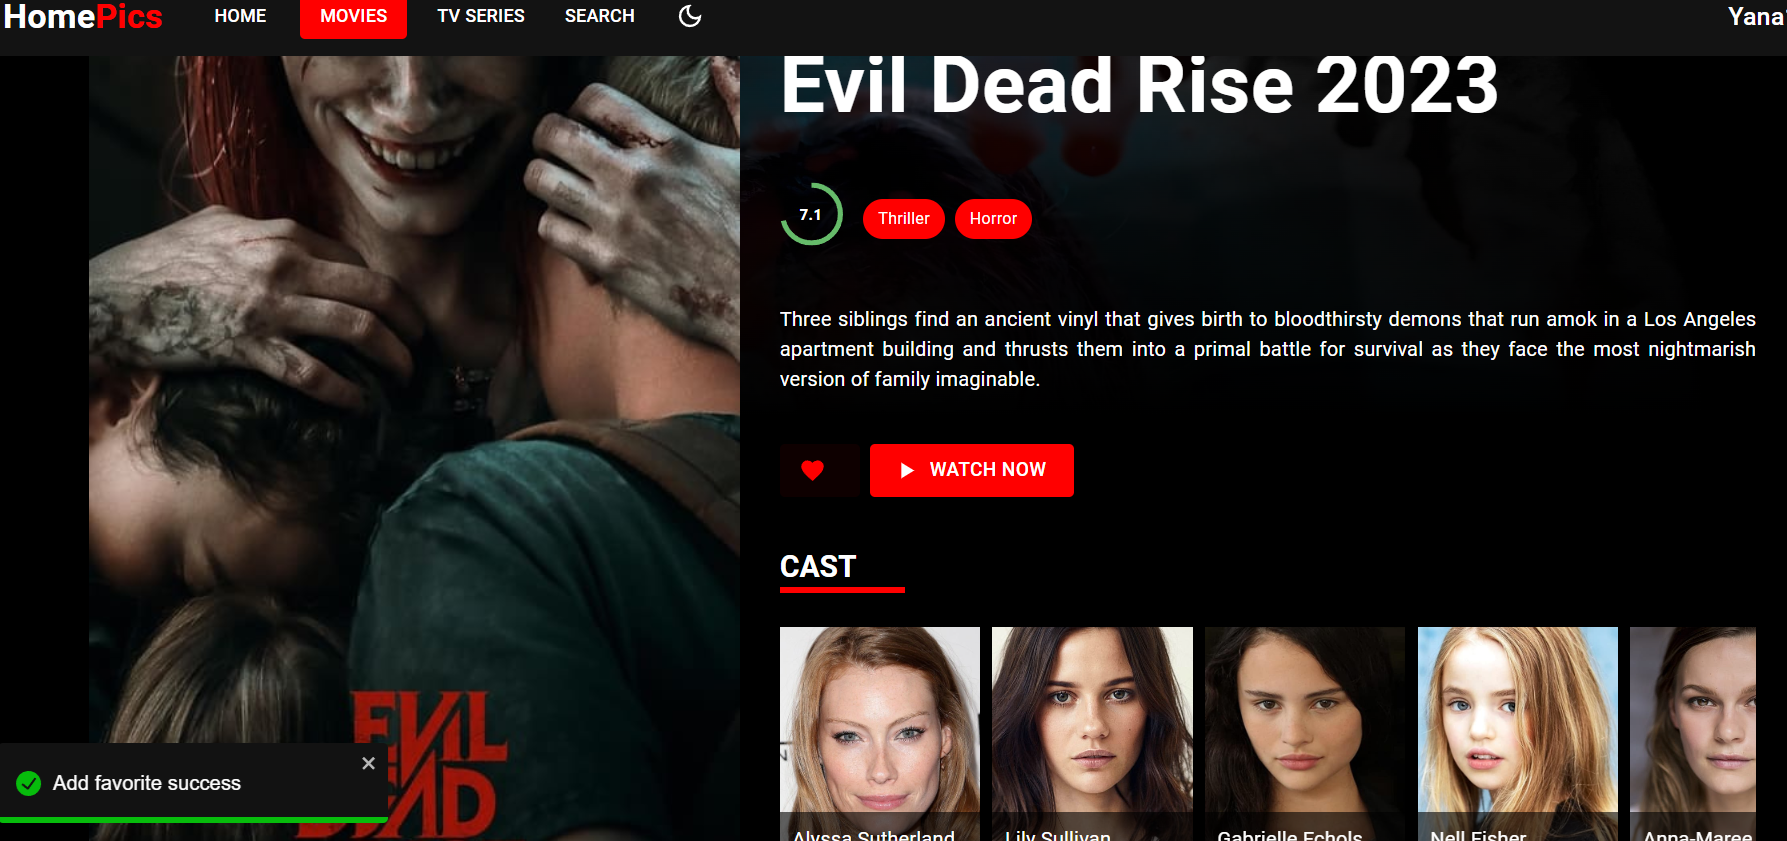 HomePics
HOME
MOVIES
TV SERIES
SEARCH
Yana
Evil Dead Rise 2023
7.1
Thriller
Horror
Three siblings find an ancient vinyl that gives birth to bloodthirsty demons that run amok in a Los Angeles
apartment building and thrusts them into a primal battle for survival as they face the most nightmarish
version of family imaginable.
WATCH NOW
CAST
EVIL
DEAD
Add favorite success
Alyssa Sutherland
Lily Sullivan
Gabrielle Echols
Nell Fisher
Anna-Maree